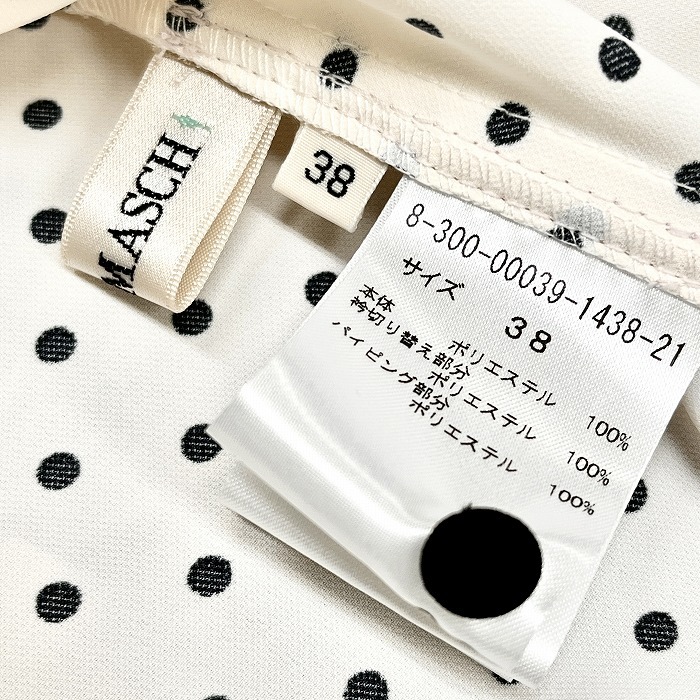 MASCH
38
8-300-00039-1438-21
サイズ 38
本体
ポリエステル 100%
衿切り替え部分
ポリエステル 100%
パイピング部分
ポリエステル 100%